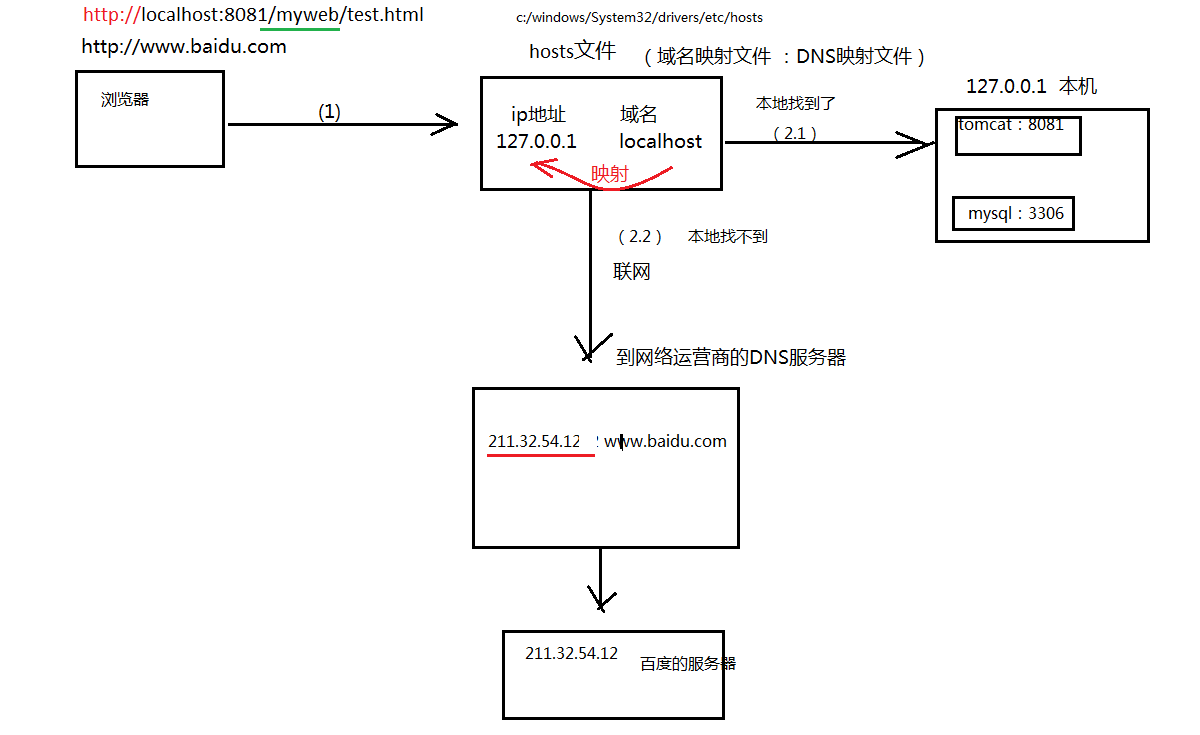 http://localhost:8081/myweb/test.html
c:/windows/System32/drivers/etc/hosts
http://www.baidu.com
hosts文件
（域名映射文件 ：DNS映射文件）
浏览器
(1)
ip地址
域名
127.0.0.1
localhost
映射
本地找到了
（2.1）
127.0.0.1 本机
tomcat：8081
mysql：3306
（2.2） 本地找不到
联网
到网络运营商的DNS服务器
211.32.54.12
www.baidu.com
211.32.54.12
百度的服务器